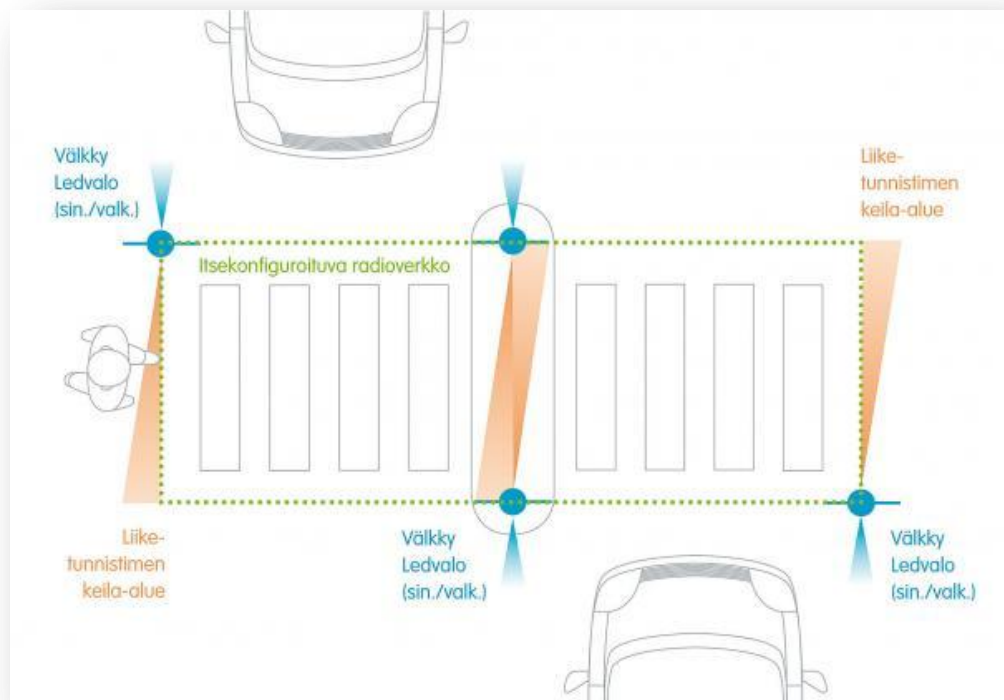 Välkky
Ledvalo
(sin./valk.)
Liike-
tunnistimen
keila-alue
Itsekonfiguroituva radioverkko
Liike-
tunnistimen
keila-alue
Välkky
Ledvalo
(sin./valk.)
Välkky
Ledvalo
(sin./valk.)